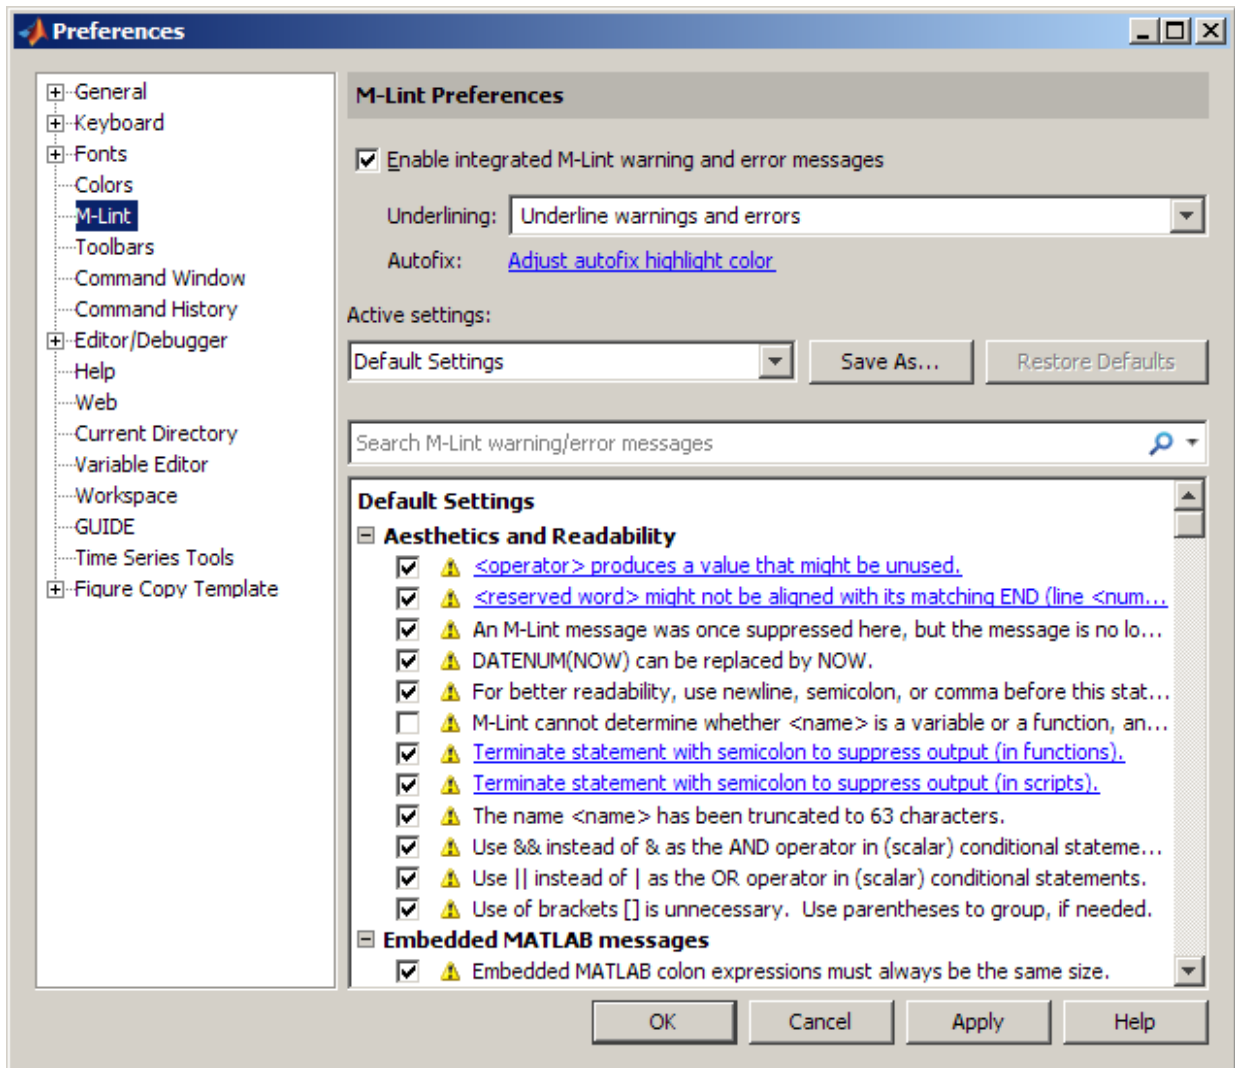 Preferences
General
Keyboard
Fonts
Colors
M-Lint
Toolbars
Command Window
Command History
Editor/Debugger
Help
Web
Current Directory
Variable Editor
Workspace
GUIDE
Time Series Tools
Figure Copy Template
M-Lint Preferences
Enable integrated M-Lint warning and error messages
Underlining: Underline warnings and errors
Autofix: Adjust autofix highlight color
Active settings:
Default Settings Save As... Restore Defaults
Search M-Lint warning/error messages
Default Settings
Aesthetics and Readability
<operator> produces a value that might be unused.
<reserved word> might not be aligned with its matching END (line <num...
An M-Lint message was once suppressed here, but the message is no lo...
DATENUM(NOW) can be replaced by NOW.
For better readability, use newline, semicolon, or comma before this stat...
M-Lint cannot determine whether <name> is a variable or a function, an...
Terminate statement with semicolon to suppress output (in functions).
Terminate statement with semicolon to suppress output (in scripts).
The name <name> has been truncated to 63 characters.
Use && instead of & as the AND operator in (scalar) conditional stateme...
Use || instead of | as the OR operator in (scalar) conditional statements.
Use of brackets [] is unnecessary. Use parentheses to group, if needed.
Embedded MATLAB messages
Embedded MATLAB colon expressions must always be the same size.
OK Cancel Apply Help